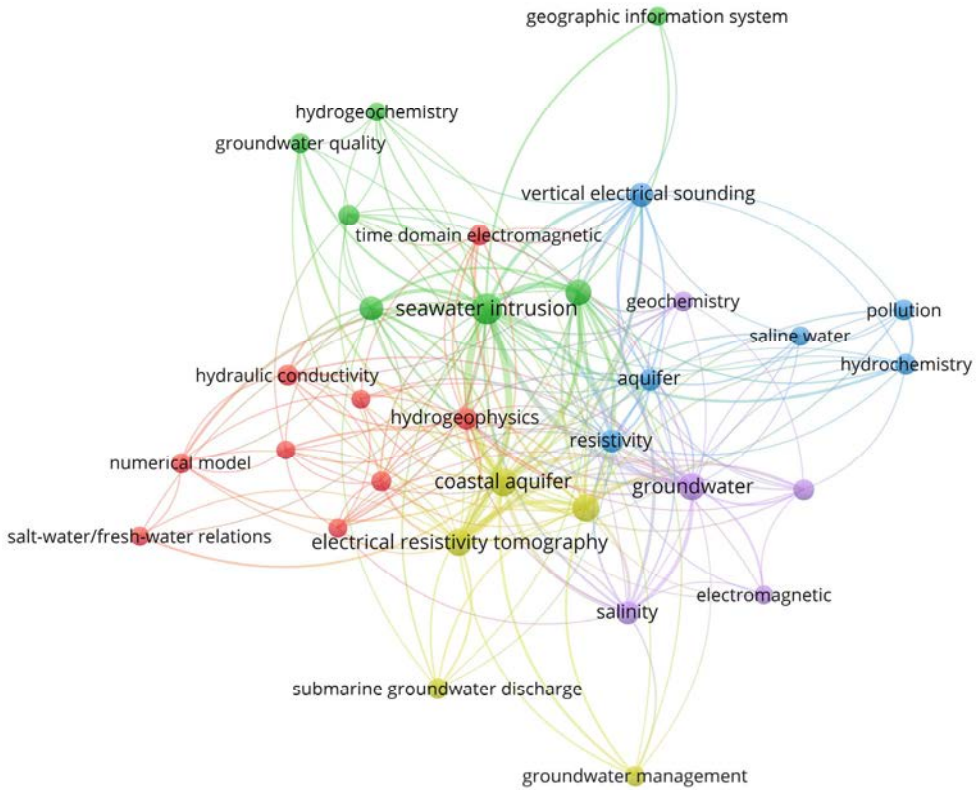 geographic information system
hydrogeochemistry
groundwater quality
vertical electrical sounding
time domain electromagnetic
geochemistry
seawater intrusion
pollution
saline water
hydrochemistry
hydraulic conductivity
aquifer
hydrogeophysics
resistivity
numerical model
coastal aquifer
groundwater
salt-water/fresh-water relations
electrical resistivity tomography
electromagnetic
salinity
submarine groundwater discharge
groundwater management